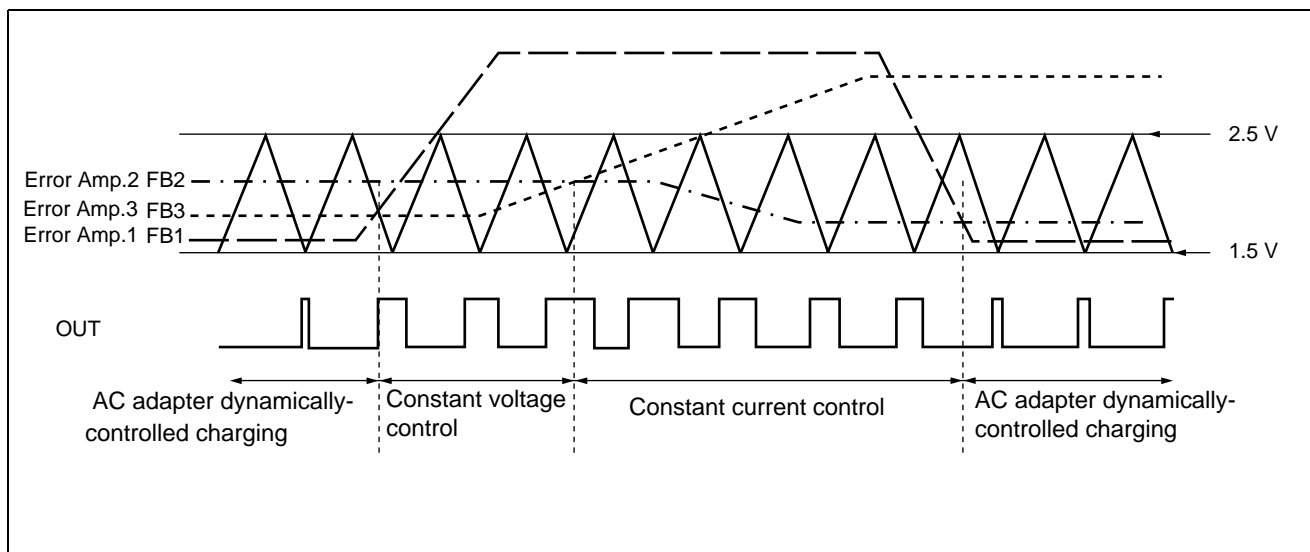 2.5 V
Error Amp.2 FB2
Error Amp.3 FB3
Error Amp.1 FB1
1.5 V
OUT
AC adapter dynamically-
controlled charging
Constant voltage
control
Constant current control
AC adapter dynamically-
controlled charging